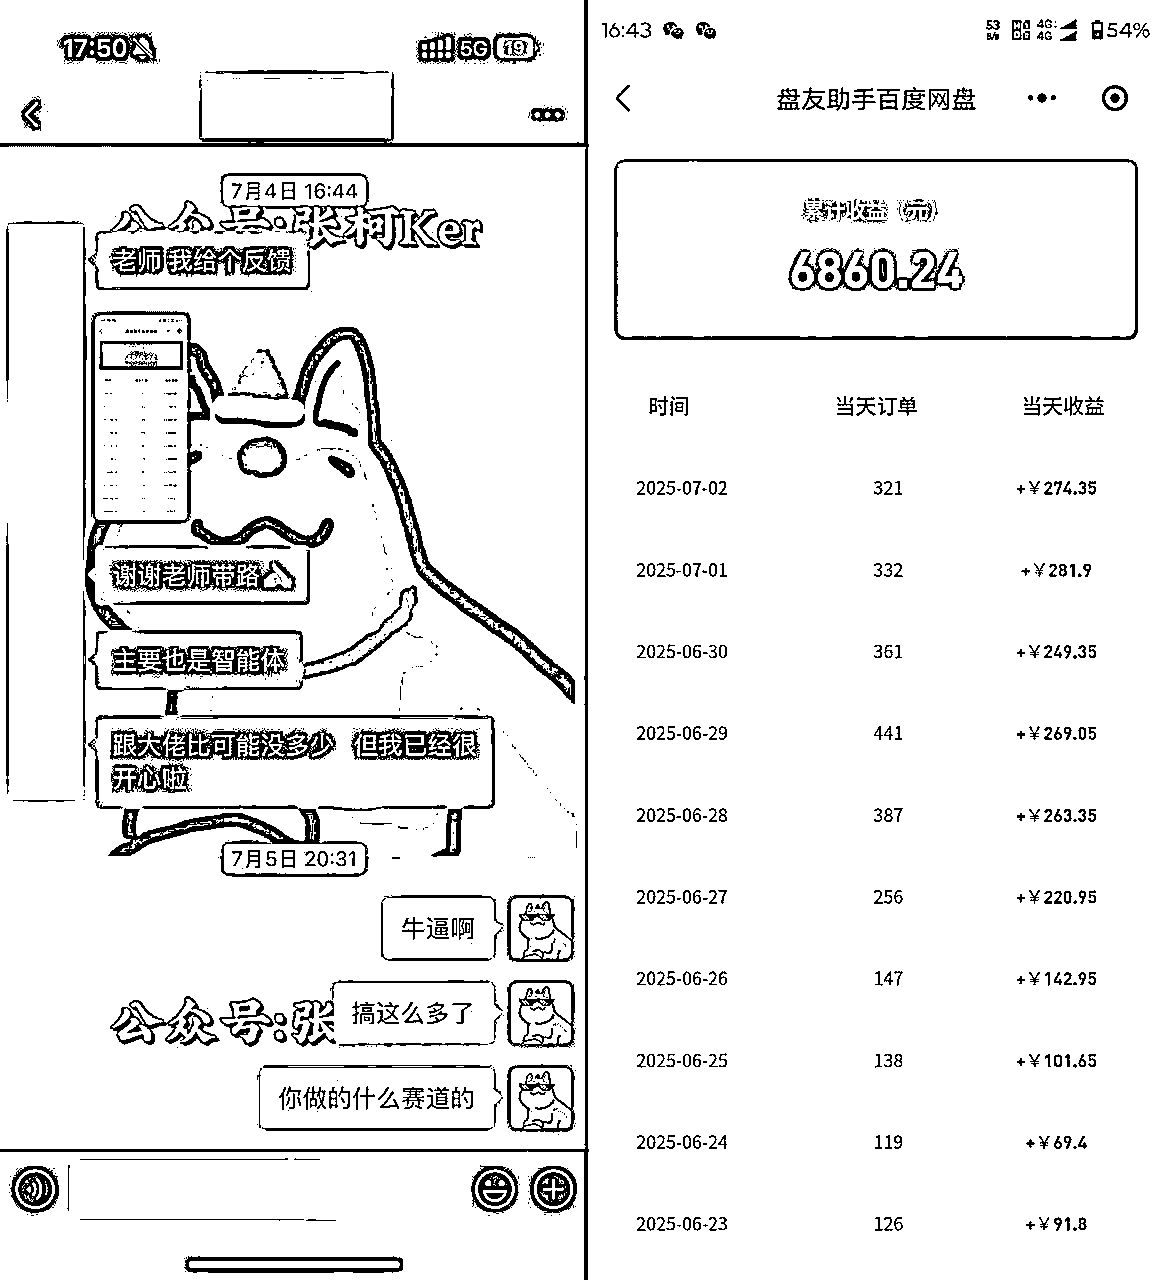 17:50
5G 19
7月4日 16:44
公众号:张柯Ker
老师 我给个反馈
谢谢老师带路
主要也是智能体
跟大佬比可能没多少 但我已经很
开心啦
7月5日 20:31
牛逼啊
公众号:张
搞这么多了
你做的什么赛道的
16:43
53
B/s
HD
4G
4G
54%
盘友助手百度网盘
累计收益（元）
6860.24
时间 当天订单 当天收益
2025-07-02 321 +￥274.35
2025-07-01 332 +￥281.9
2025-06-30 361 +￥249.35
2025-06-29 441 +￥269.05
2025-06-28 387 +￥263.35
2025-06-27 256 +￥220.95
2025-06-26 147 +￥142.95
2025-06-25 138 +￥101.65
2025-06-24 119 +￥69.4
2025-06-23 126 +￥91.8